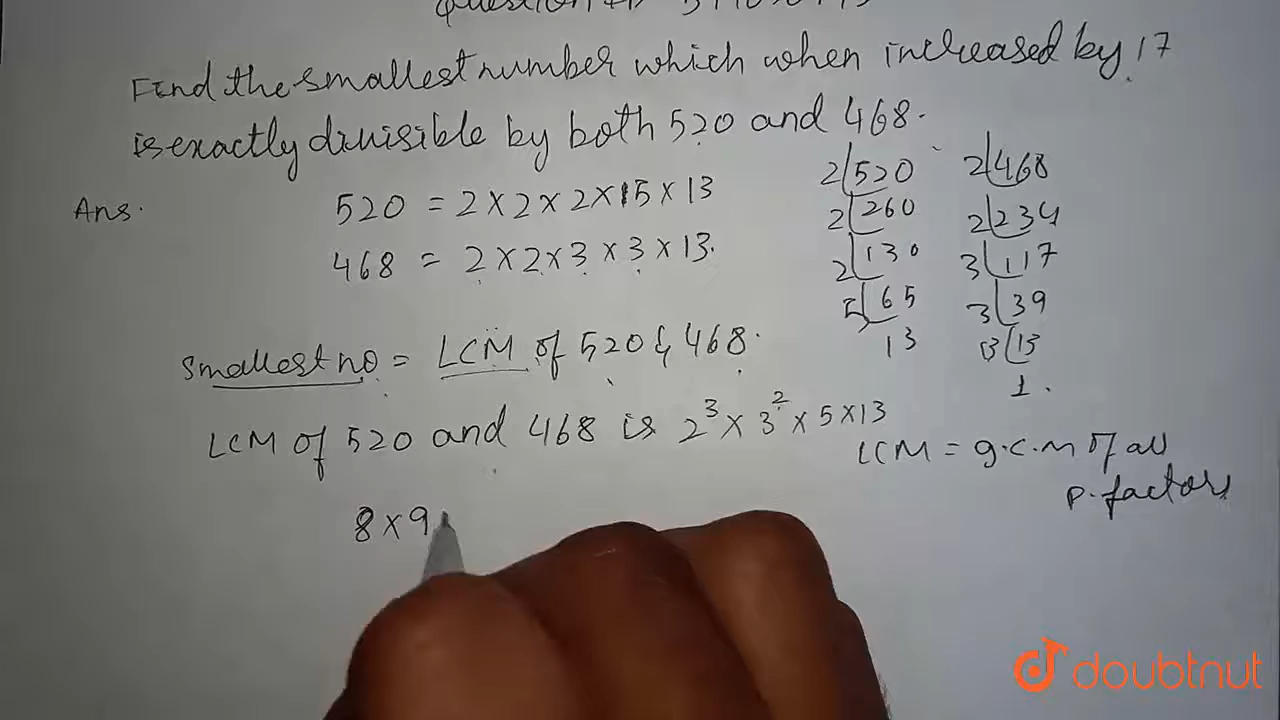 Question
Find the smallest number which when increased by 17
is exactly divisible by both 520 and 468.
Ans.
520 = 2 × 2 × 2 × 5 × 13
468 = 2 × 2 × 3 × 3 × 13.
2 520
2 260
2 130
5 65
13
2 468
2 234
3 117
3 39
13 13
1.
Smallest no = LCM of 520 & 468.
LCM of 520 and 468 is 2³ × 3² × 5 × 13
LCM = g.c.m of all
p. factors
8 × 9
doubtnut